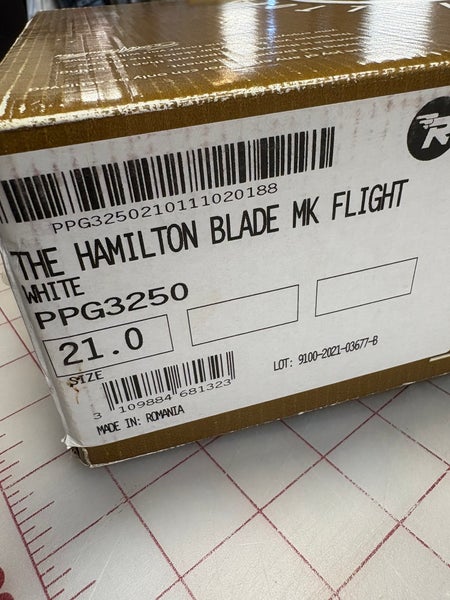 PPG3250210111020188
THE HAMILTON BLADE MK FLIGHT
WHITE
PPG3250
21.0
SIZE
3 109884 681323
LOT: 9100-2021-03677-B
MADE IN: ROMANIA
R